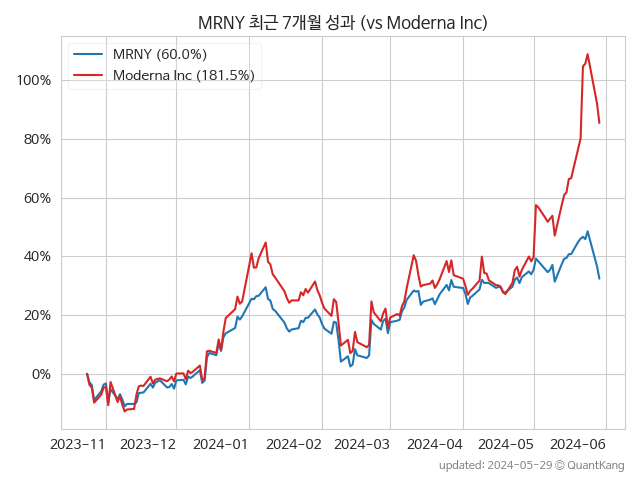 MRNY 최근 7개월 성과 (vs Moderna Inc)
MRNY (60.0%)
Moderna Inc (181.5%)
100%
80%
60%
40%
20%
0%
2023-11 2023-12 2024-01 2024-02 2024-03 2024-04 2024-05 2024-06
updated: 2024-05-29 © QuantKang